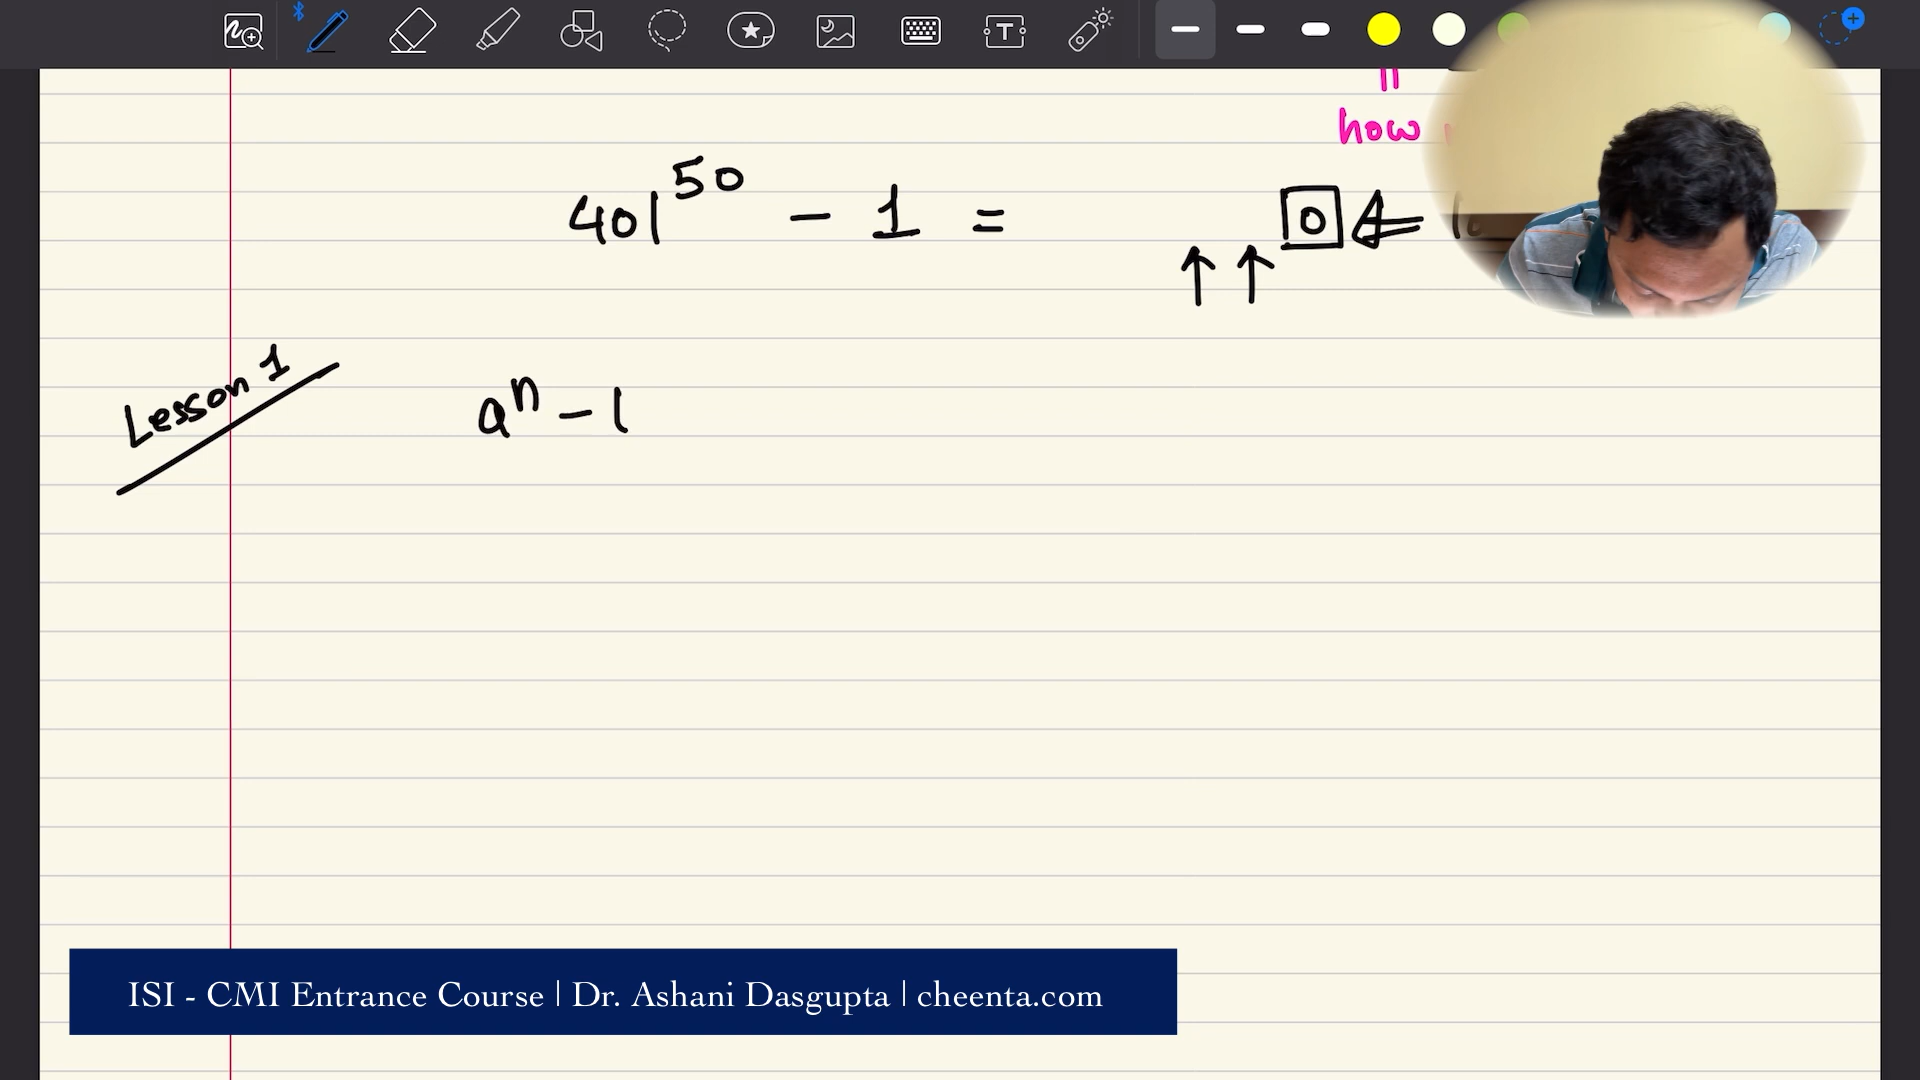 how
401^50 - 1 = 0
Lesson 1
a^n - 1
ISI - CMI Entrance Course | Dr. Ashani Dasgupta | cheenta.com